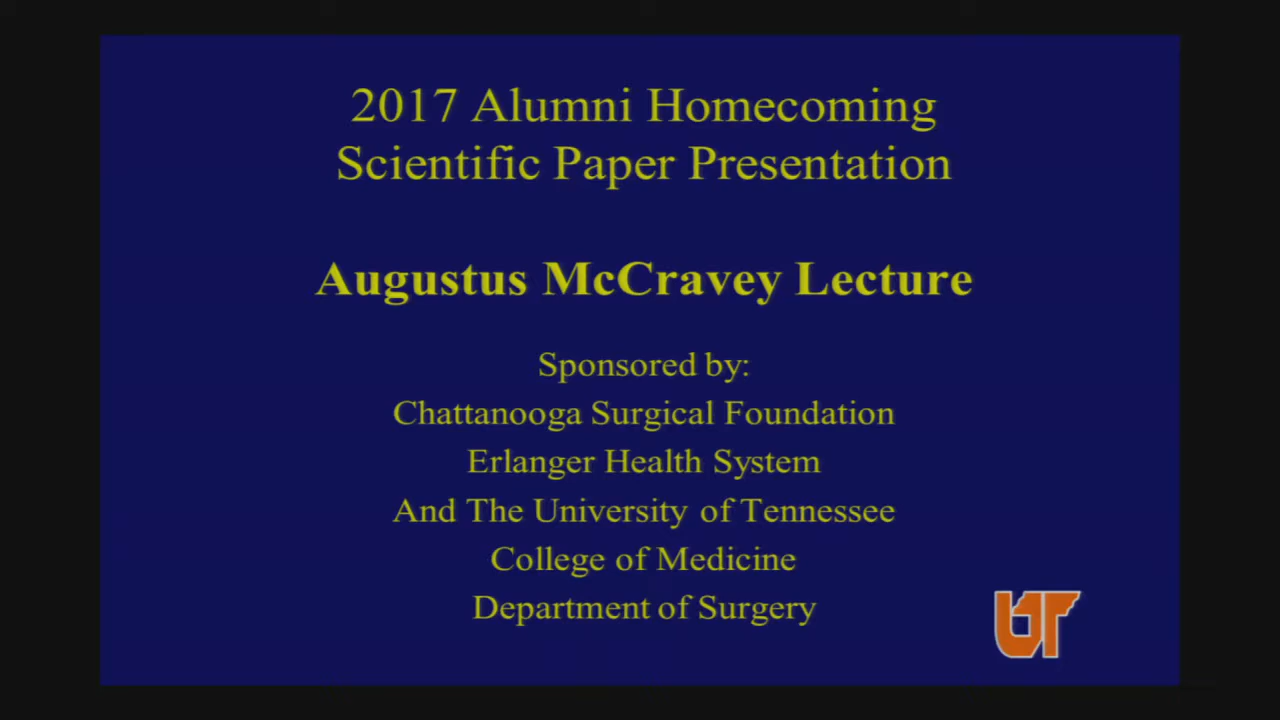 2017 Alumni Homecoming
Scientific Paper Presentation
Augustus McCravey Lecture
Sponsored by:
Chattanooga Surgical Foundation
Erlanger Health System
And The University of Tennessee
College of Medicine
Department of Surgery
UT